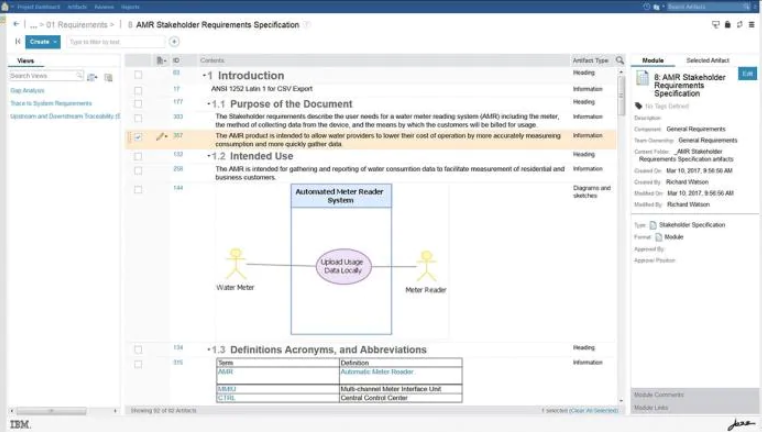 Project Dashboard Artifacts Reviews Reports
Search Artifacts
... > 01 Requirements > 8 AMR Stakeholder Requirements Specification
Create
Type to filter by text
Views
Search Views
Gap Analysis
Trace to System Requirements
Upstream and Downstream Traceability (E
ID Contents Artifact Type
83 1 Introduction Heading
17 ANSI 1252 Latin 1 for CSV Export Information
177 1.1 Purpose of the Document Heading
303 The Stakeholder requirements describe the user needs for a water meter reading system (AMR) including the meter, Information
the method of collecting data from the device, and the means by which the customers will be billed for usage.
357 The AMR product is intended to allow water providers to lower their cost of operation by more accurately measureing Information
consumption and more quickly gather data
132 1.2 Intended Use Heading
256 The AMR is intended for gathering and reporting of water consumtion data to facilitate measurement of residential and Information
business customers.
144 Diagrams and
sketches
Automated Meter Reader
System
Upload Usage
Data Locally
Water Meter
Meter Reader
134 1.3 Definitions Acronyms, and Abbreviations Heading
315 Information
Term Definition
AMR Automatic Meter Reader
MMIU Multi-channel Meter Interface Unit
CTRL Central Control Center
Showing 92 of 92 Artifacts
1 selected (Clear All Selected)
Module Selected Artifact
8: AMR Stakeholder
Requirements
Specification
Edit
No Tags Defined
Description:
Component: General Requirements
Team Ownership: General Requirements
Content Folder: _AMR Stakeholder
Requirements Specification artifacts
Created On: Mar 10, 2017, 9:56:56 AM
Created By: Richard Watson
Modified On: Mar 10, 2017, 9:56:56 AM
Modified By: Richard Watson
Type: Stakeholder Specification
Format: Module
Approved By:
Approver Position:
Module Comments
Module Links
IBM.
jazz